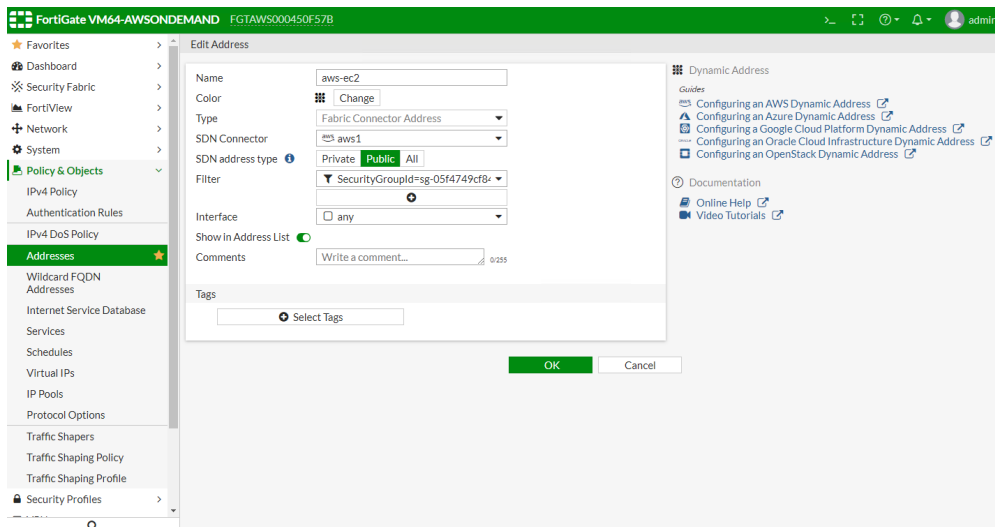 FortiGate VM64-AWSONDEMAND FGTAWS000450F57B
admin
Favorites
Dashboard
Security Fabric
FortiView
Network
System
Policy & Objects
IPv4 Policy
Authentication Rules
IPv4 DoS Policy
Addresses
Wildcard FQDN
Addresses
Internet Service Database
Services
Schedules
Virtual IPs
IP Pools
Protocol Options
Traffic Shapers
Traffic Shaping Policy
Traffic Shaping Profile
Security Profiles
Edit Address
Name aws-ec2
Color Change
Type Fabric Connector Address
SDN Connector aws aws1
SDN address type Private Public All
Filter SecurityGroupId=sg-05f4749cf84
Interface any
Show in Address List
Comments Write a comment... 0/255
Tags
Select Tags
OK Cancel
Dynamic Address
Guides
aws Configuring an AWS Dynamic Address
Configuring an Azure Dynamic Address
Configuring a Google Cloud Platform Dynamic Address
Configuring an Oracle Cloud Infrastructure Dynamic Address
Configuring an OpenStack Dynamic Address
Documentation
Online Help
Video Tutorials